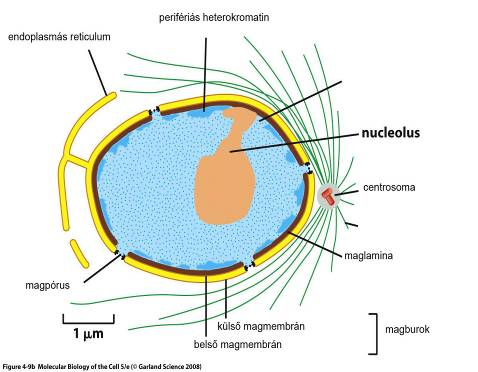 perifériás heterokromatin
endoplasmás reticulum
nucleolus
centrosoma
maglamina
magpórus
külső magmembrán
1 µm
magburok
belső magmembrán
Figure 4-9b Molecular Biology of the Cell 5/e (© Garland Science 2008)